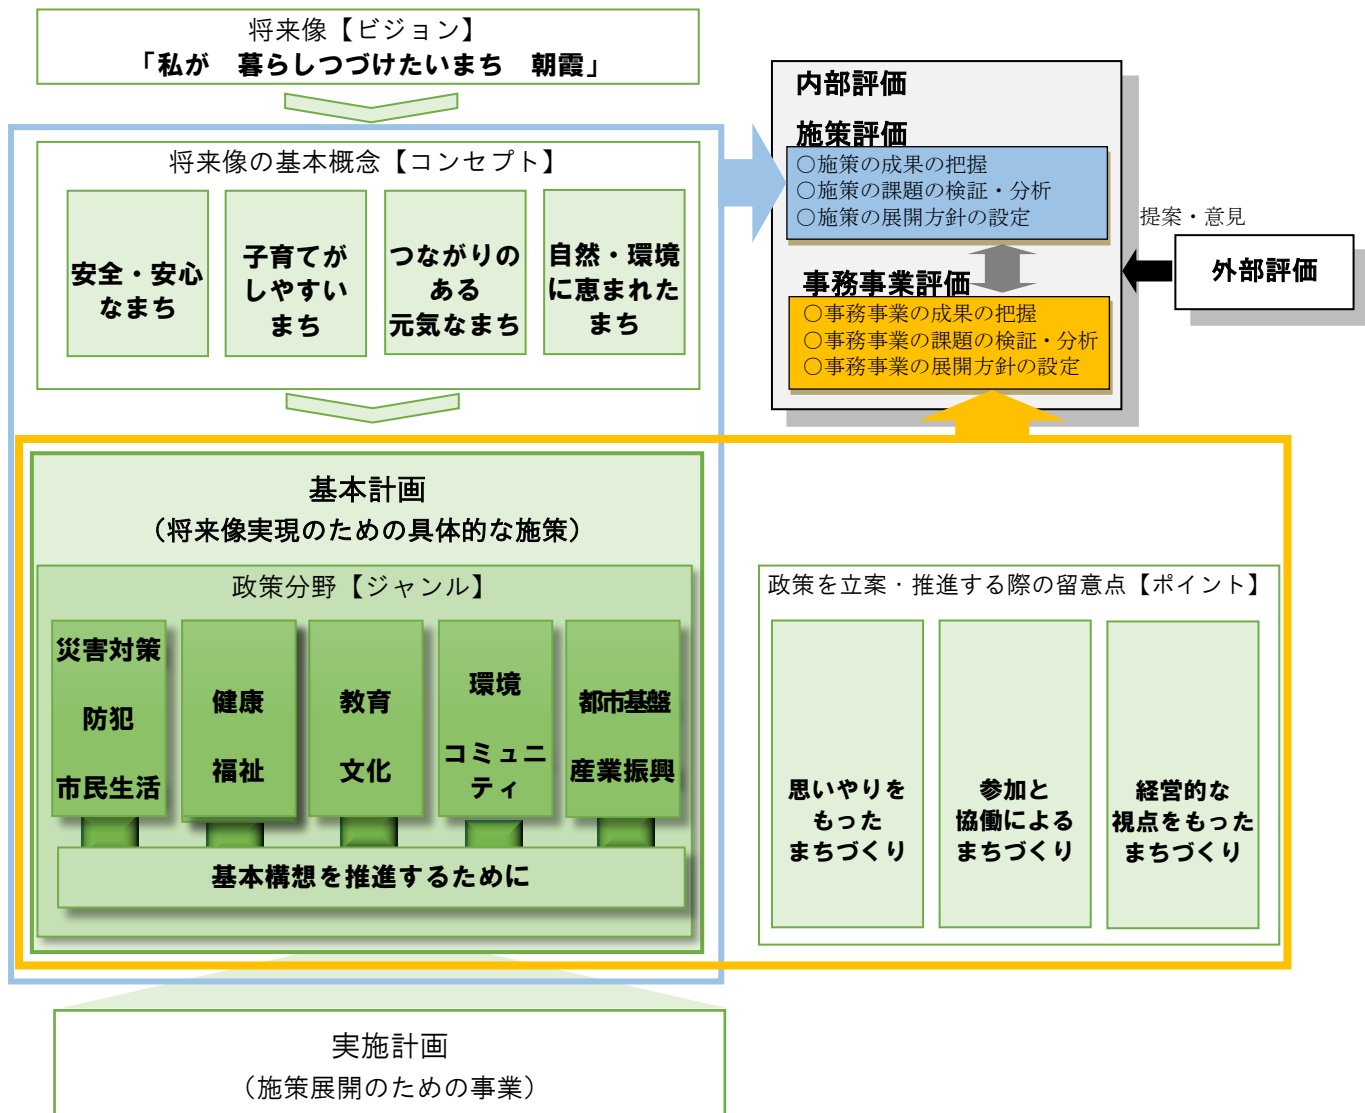 将来像【ビジョン】
「私が　暮らしつづけたいまち　朝霞」
将来像の基本概念【コンセプト】
安全・安心
なまち
子育てが
しやすい
まち
つながりの
ある
元気なまち
自然・環境
に恵まれた
まち
内部評価
施策評価
○施策の成果の把握
○施策の課題の検証・分析
○施策の展開方針の設定
事務事業評価
○事務事業の成果の把握
○事務事業の課題の検証・分析
○事務事業の展開方針の設定
提案・意見
外部評価
基本計画
（将来像実現のための具体的な施策）
政策分野【ジャンル】
災害対策
防犯
市民生活
健康
福祉
教育
文化
環境
コミュニ
ティ
都市基盤
産業振興
基本構想を推進するために
政策を立案・推進する際の留意点【ポイント】
思いやりを
もった
まちづくり
参加と
協働による
まちづくり
経営的な
視点をもった
まちづくり
実施計画
（施策展開のための事業）